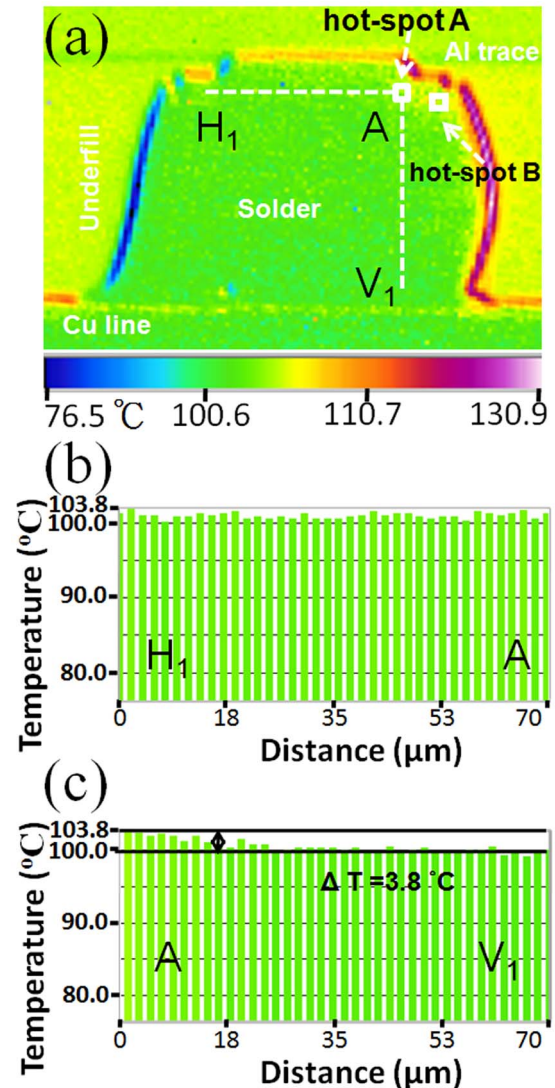 (a)
hot-spot A
Al trace
H₁
A
hot-spot B
Underfill
Solder
V₁
Cu line
76.5 ℃ 100.6 110.7 130.9
(b)
Temperature (°C)
103.8
100.0
90.0
80.0
H₁ A
0 18 35 53 70
Distance (μm)
(c)
Temperature (°C)
103.8
100.0
90.0
80.0
Δ T =3.8 °C
A V₁
0 18 35 53 70
Distance (μm)